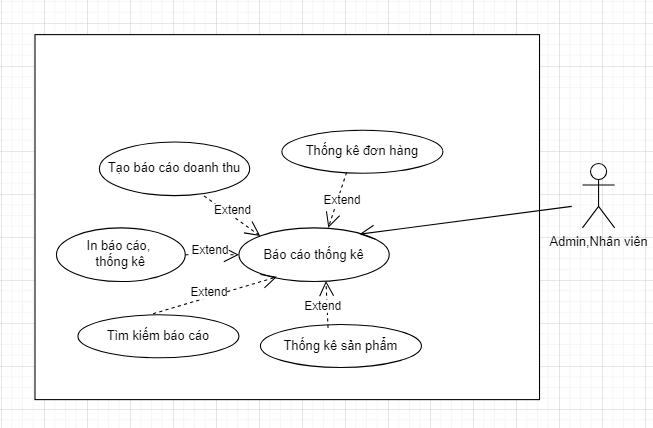 Thống kê đơn hàng
Tạo báo cáo doanh thu
Extend
Extend
Admin,Nhân viên
In báo cáo,
thống kê
Extend
Báo cáo thống kê
Extend
Extend
Tìm kiếm báo cáo
Thống kê sản phẩm